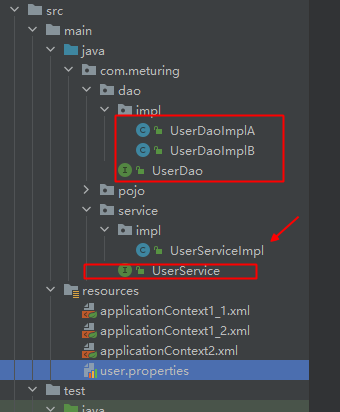 src
main
java
com.meturing
dao
impl
UserDaoImplA
UserDaoImplB
UserDao
pojo
service
impl
UserServiceImpl
UserService
resources
applicationContext1_1.xml
applicationContext1_2.xml
applicationContext2.xml
user.properties
test
java